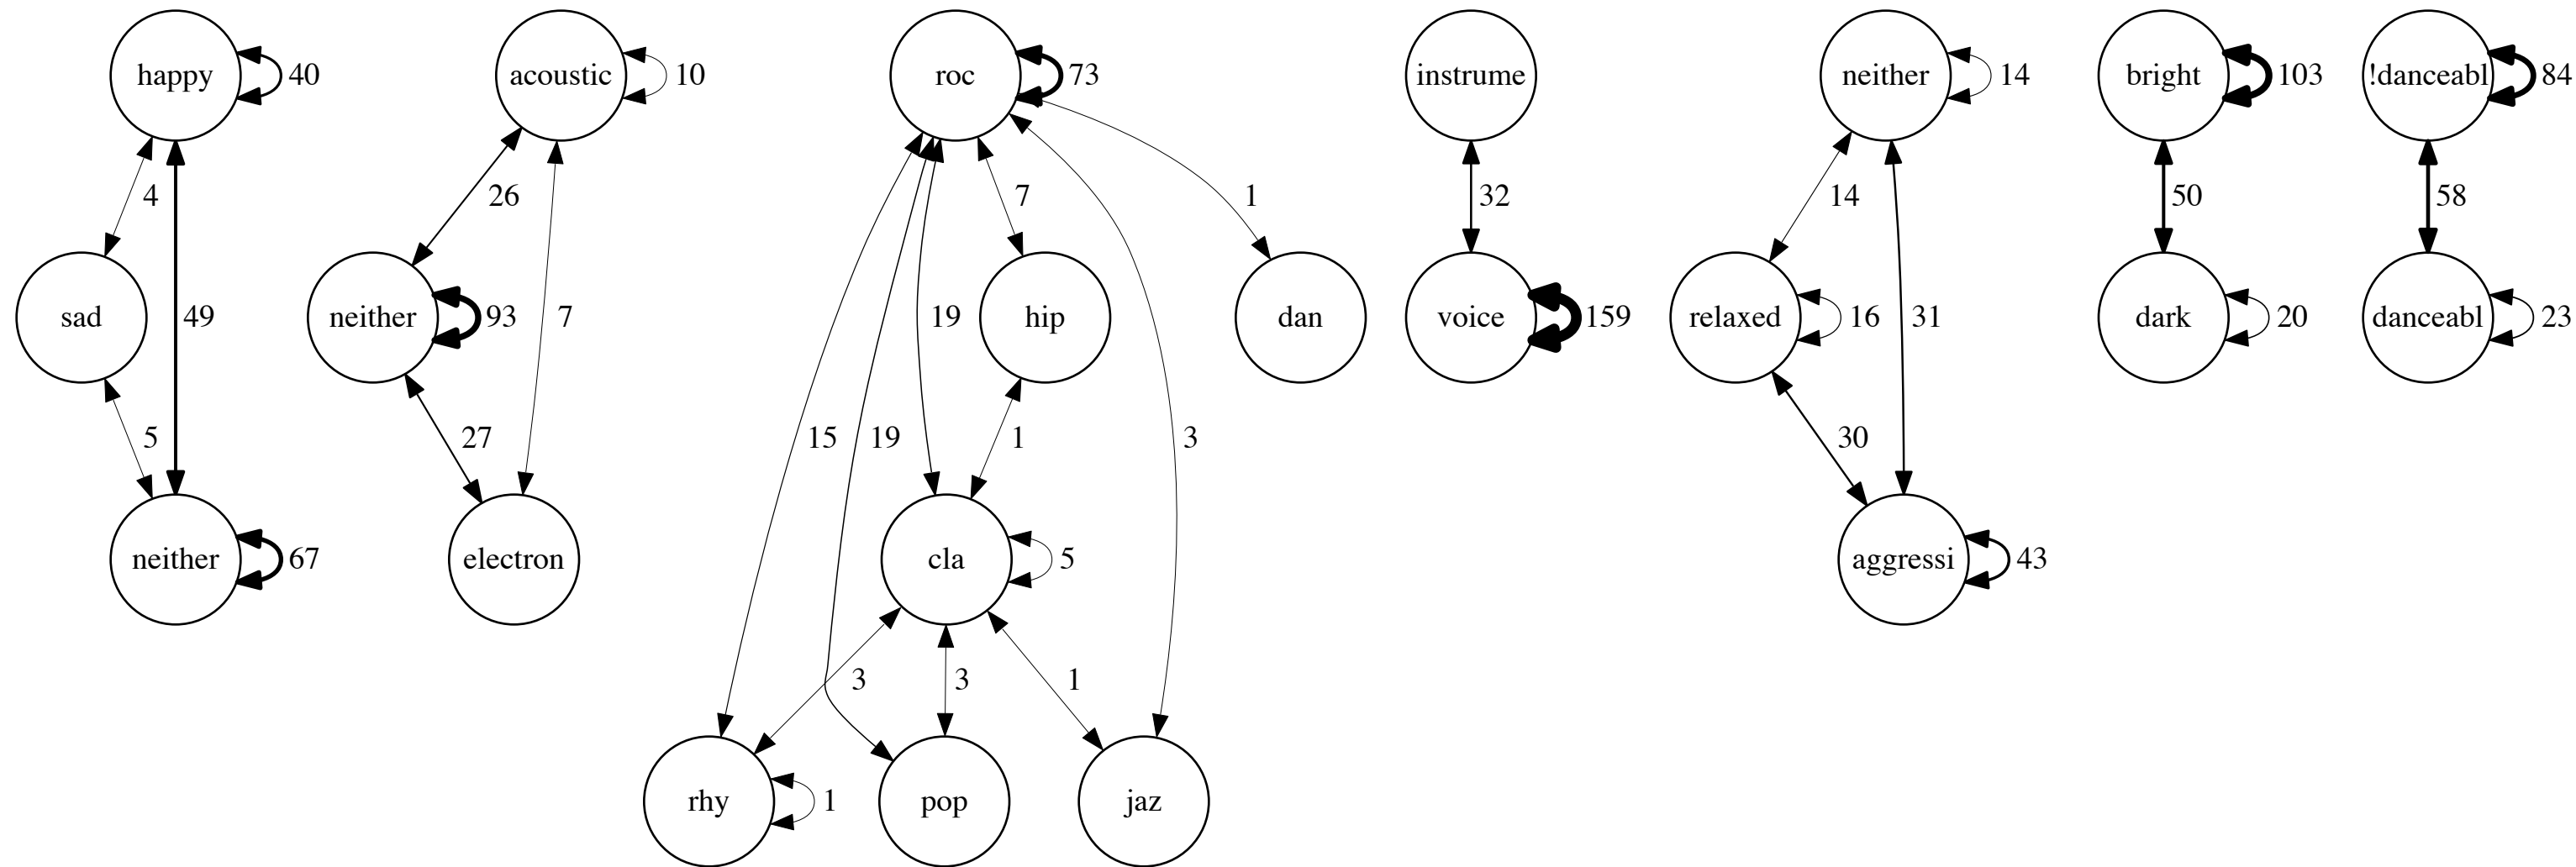 happy 40 acoustic 10 roc 73 instrume neither 14 bright 103 !danceabl 84
4 26 7 1 32 14 50 58
sad 49 neither 93 7 19 hip dan voice 159 relaxed 16 31 dark 20 danceabl 23
5 27 15 19 1 3 30
neither 67 electron cla 5 aggressi 43
3 3 1
rhy 1 pop jaz